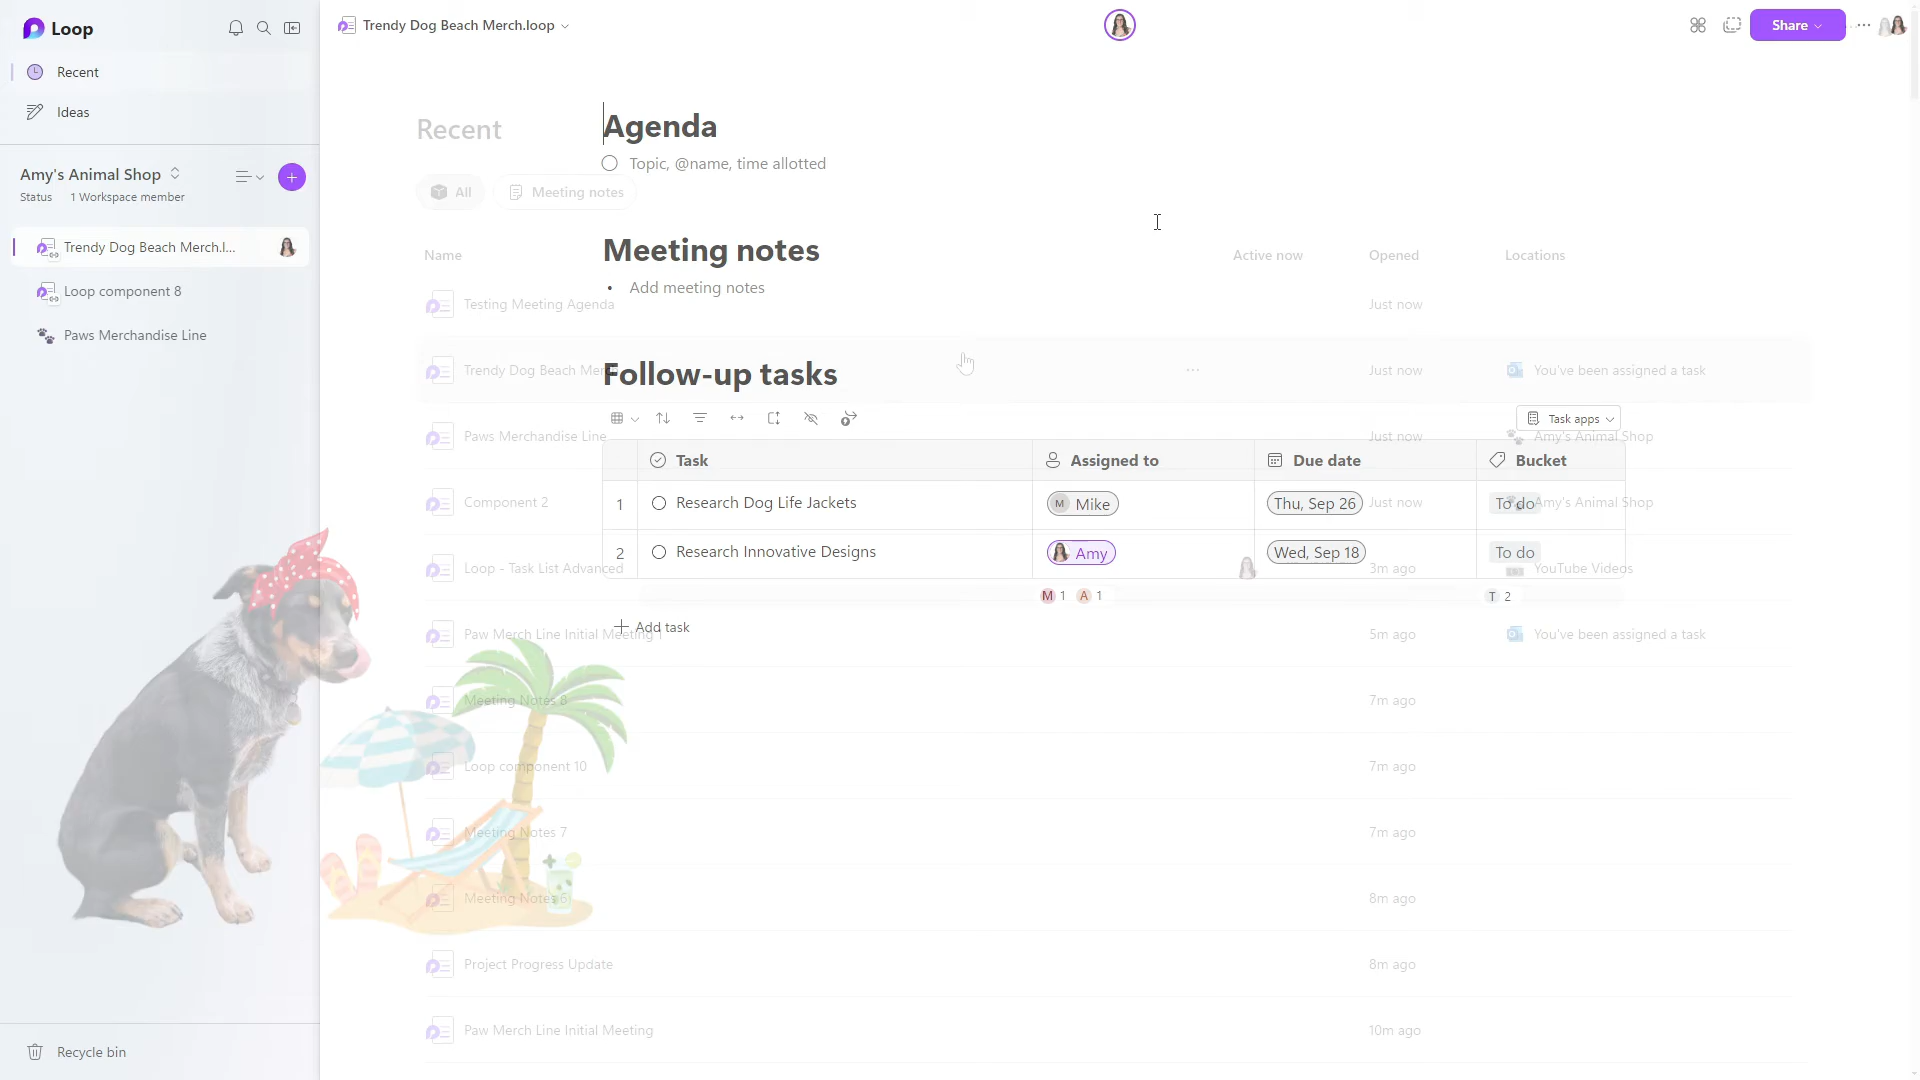 Loop
Recent
Ideas
Amy's Animal Shop
Status 1 Workspace member
Trendy Dog Beach Merch.l...
Loop component 8
Paws Merchandise Line
Recycle bin
Trendy Dog Beach Merch.loop
Share
Agenda
Topic, @name, time allotted
Meeting notes
Add meeting notes
Follow-up tasks
Task apps
Task Assigned to Due date Bucket
1 Research Dog Life Jackets M Mike Thu, Sep 26 To do
2 Research Innovative Designs Amy Wed, Sep 18 To do
M 1 A 1 T 2
Add task
Recent
All Meeting notes
Name Active now Opened Locations
Testing Meeting Agenda Just now
Trendy Dog Beach Mer Just now You've been assigned a task
Paws Merchandise Line Just now Amy's Animal Shop
Component 2 Just now Amy's Animal Shop
Loop - Task List Advanced 3m ago YouTube Videos
Paw Merch Line Initial Meeting 1 5m ago You've been assigned a task
Meeting Notes 8 7m ago
Loop component 10 7m ago
Meeting Notes 7 7m ago
Meeting Notes 6 8m ago
Project Progress Update 8m ago
Paw Merch Line Initial Meeting 10m ago